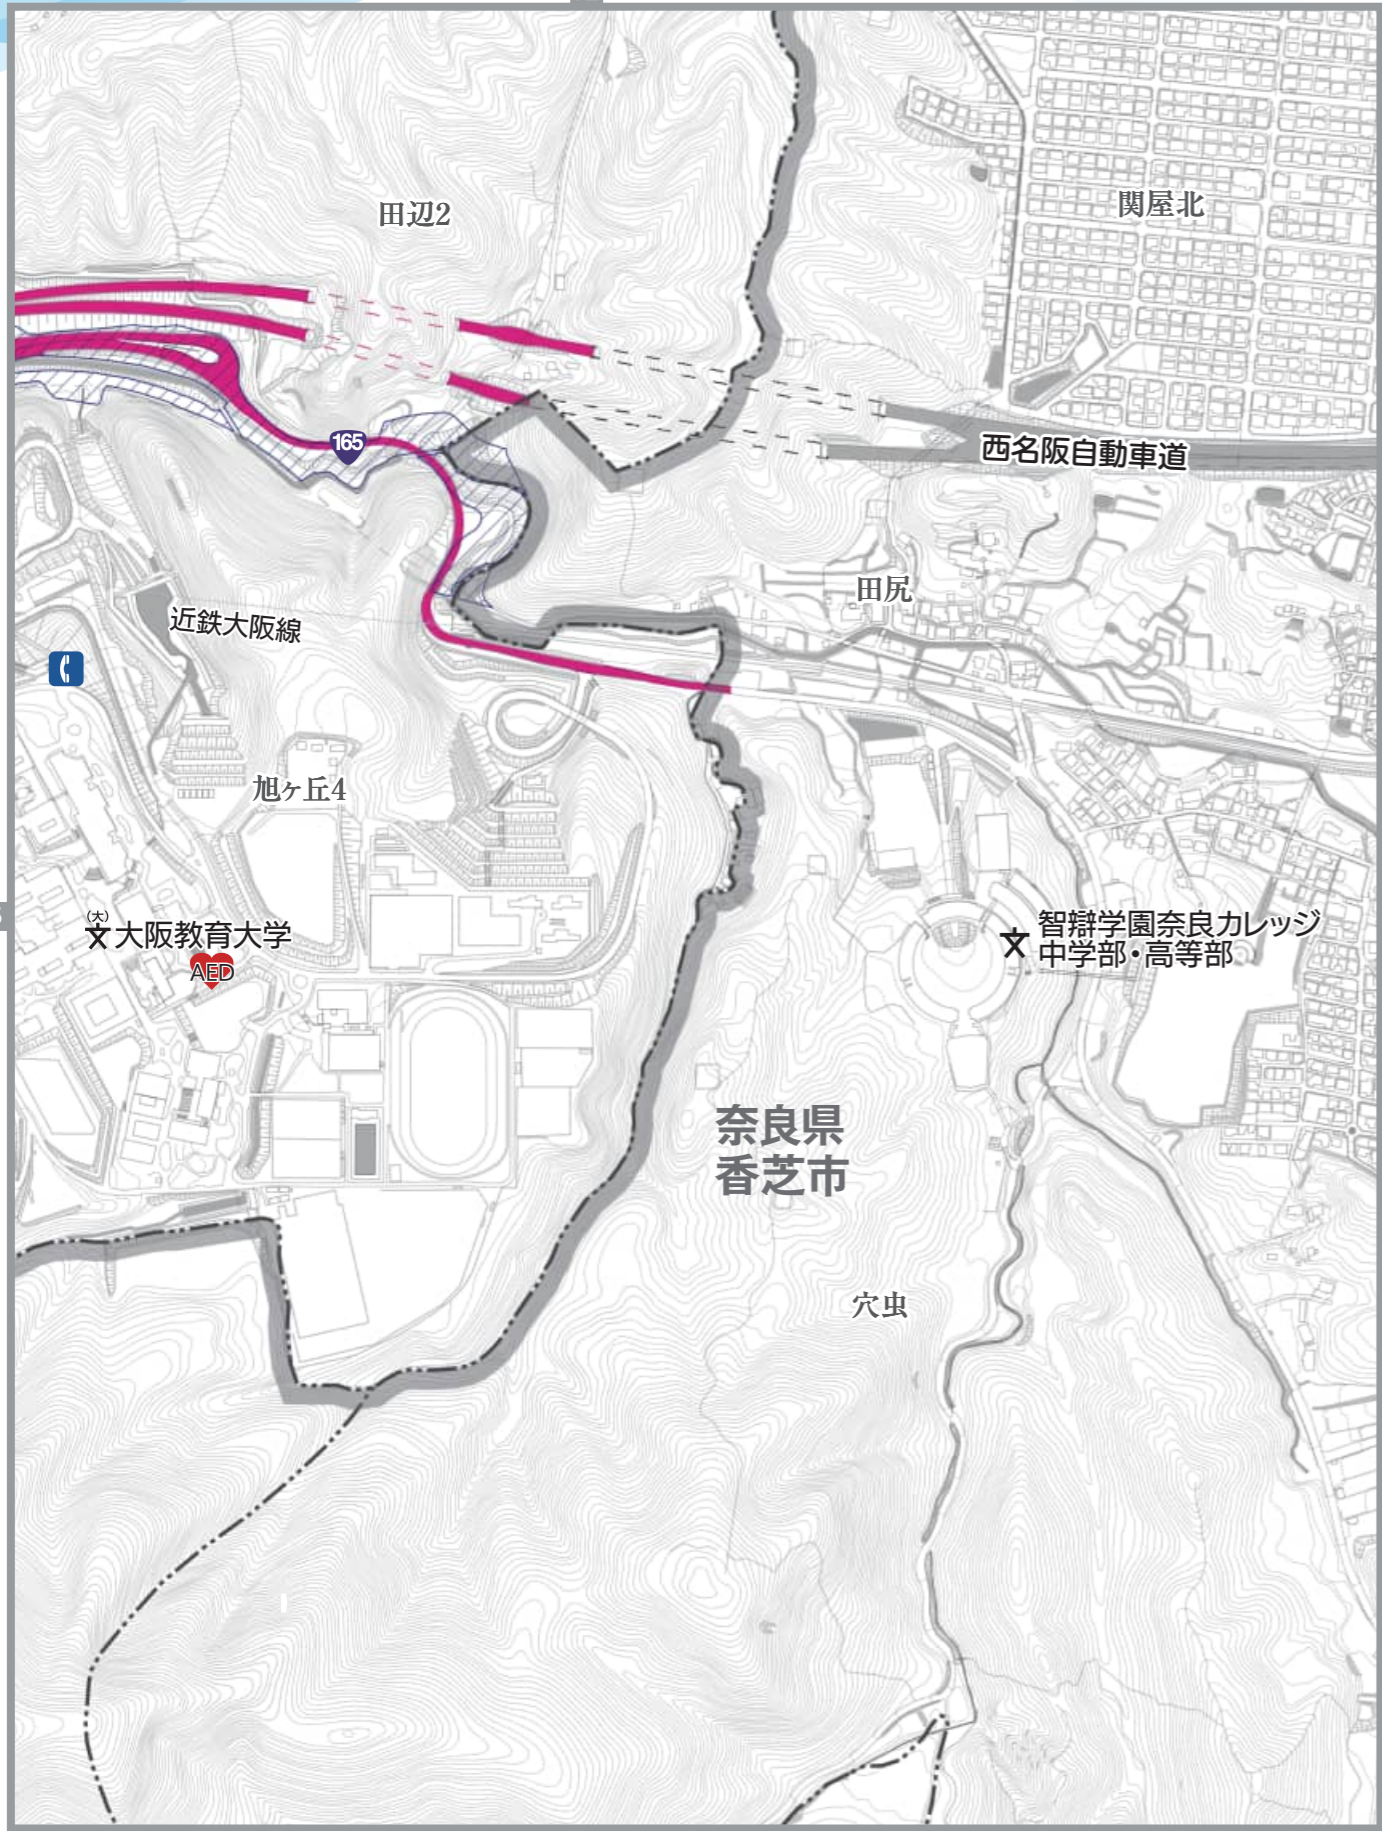 田辺2
関屋北
165
西名阪自動車道
田尻
近鉄大阪線
旭ヶ丘4
(大)
大阪教育大学
AED
智辯学園奈良カレッジ
中学部・高等部
奈良県
香芝市
穴虫